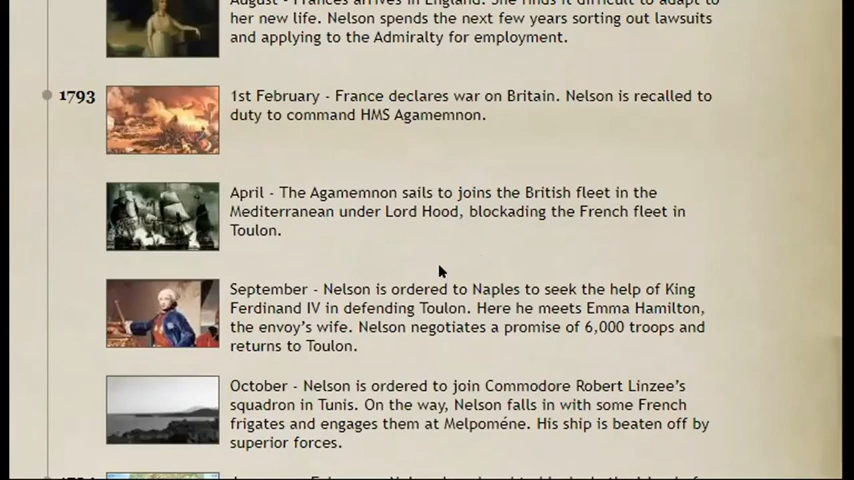 August - Frances arrives in England. She finds it difficult to adapt to
her new life. Nelson spends the next few years sorting out lawsuits
and applying to the Admiralty for employment.
1793
1st February - France declares war on Britain. Nelson is recalled to
duty to command HMS Agamemnon.
April - The Agamemnon sails to joins the British fleet in the
Mediterranean under Lord Hood, blockading the French fleet in
Toulon.
September - Nelson is ordered to Naples to seek the help of King
Ferdinand IV in defending Toulon. Here he meets Emma Hamilton,
the envoy's wife. Nelson negotiates a promise of 6,000 troops and
returns to Toulon.
October - Nelson is ordered to join Commodore Robert Linzee's
squadron in Tunis. On the way, Nelson falls in with some French
frigates and engages them at Melpoméne. His ship is beaten off by
superior forces.